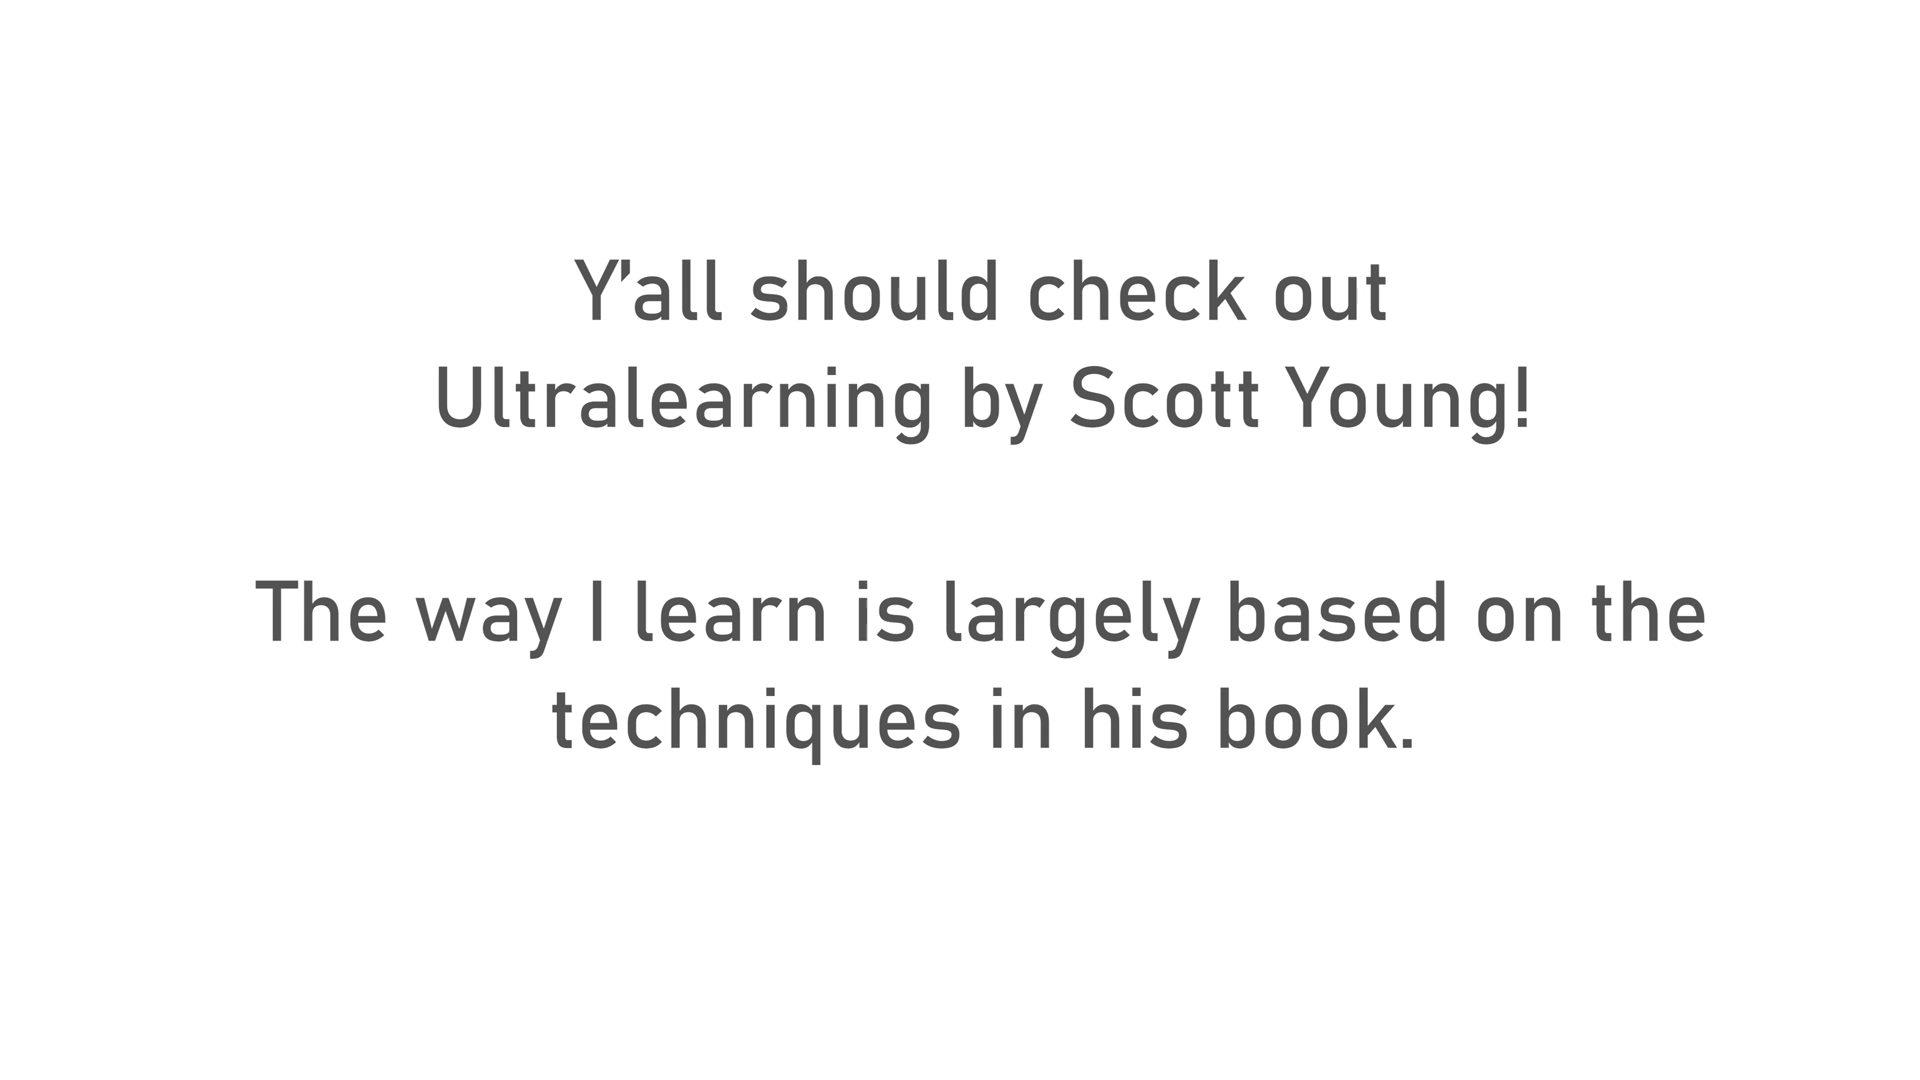 Y’all should check out
Ultralearning by Scott Young!
The way I learn is largely based on the
techniques in his book.